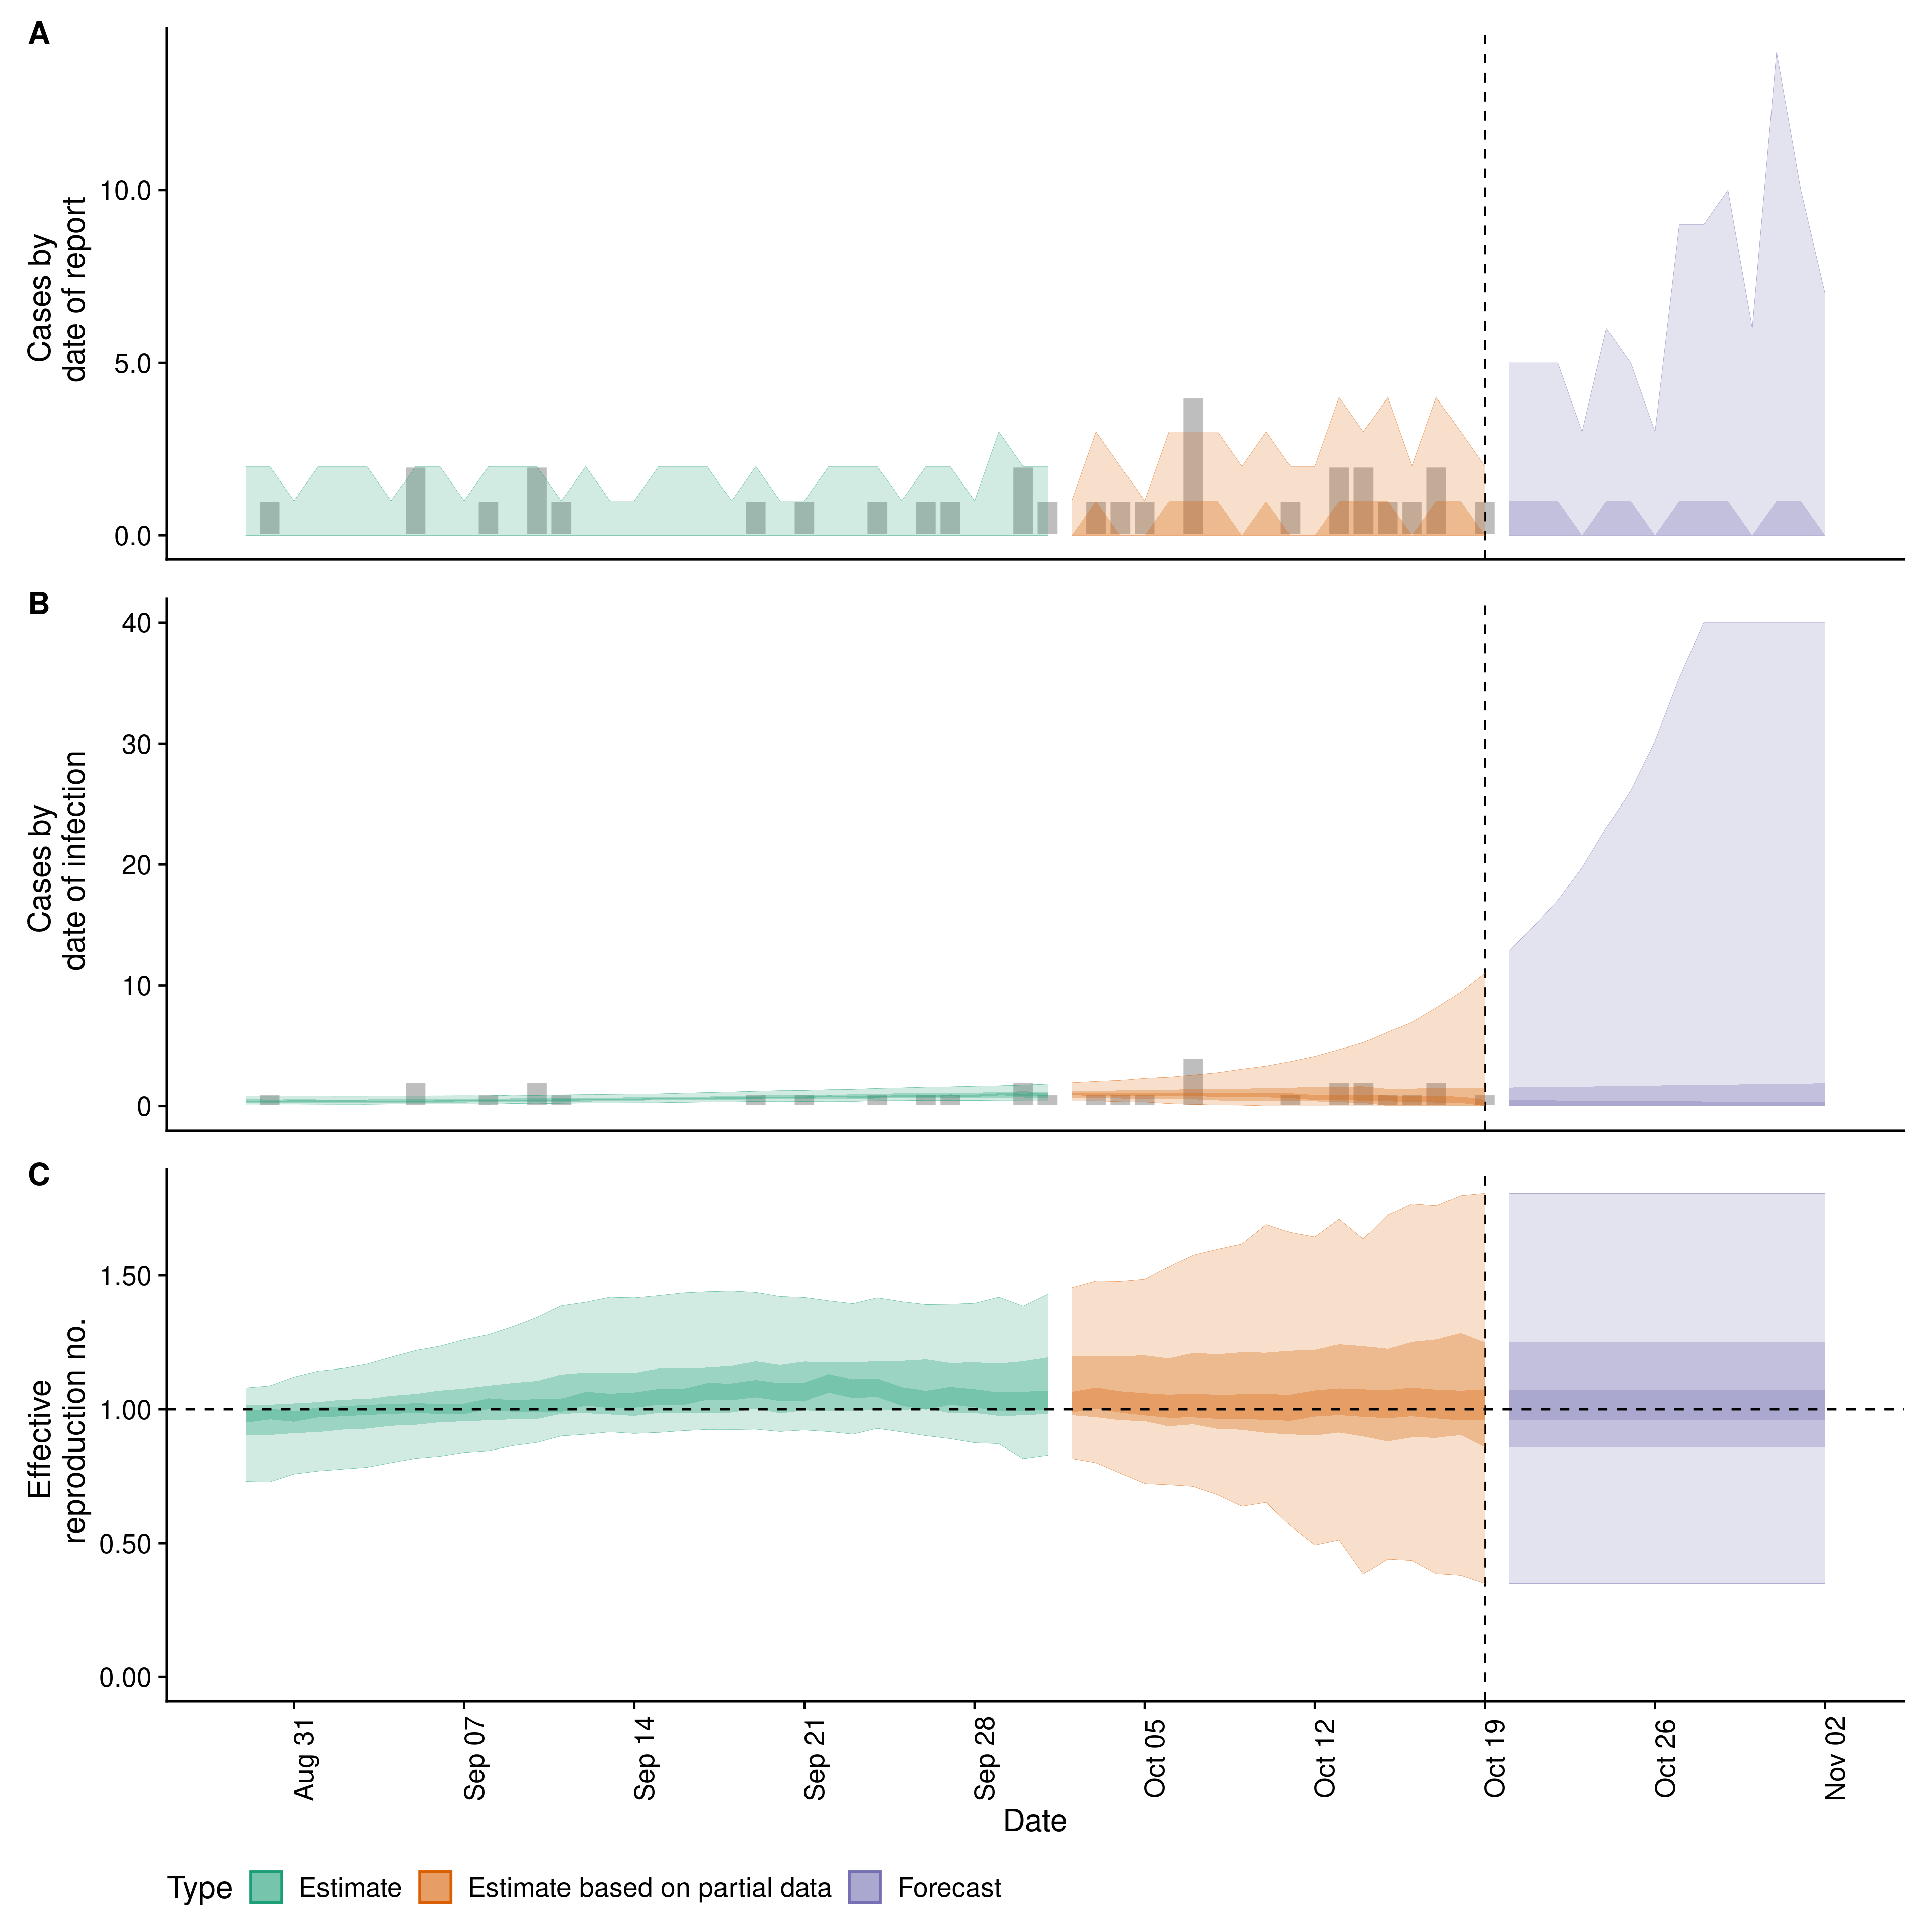 A
Cases by
date of report
10.0
5.0
0.0
B
Cases by
date of infection
40
30
20
10
0
C
Effective
reproduction no.
1.50
1.00
0.50
0.00
Aug 31
Sep 07
Sep 14
Sep 21
Sep 28
Oct 05
Oct 12
Oct 19
Oct 26
Nov 02
Date
Type Estimate Estimate based on partial data Forecast